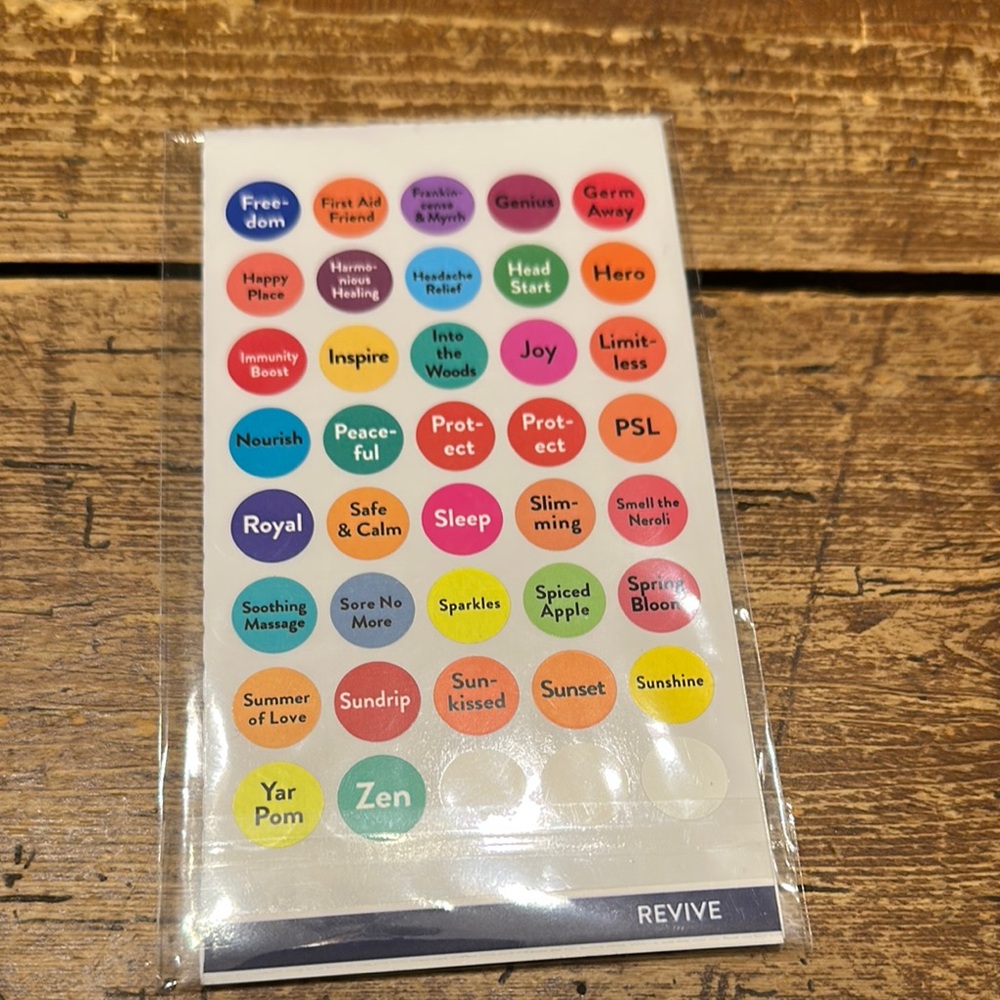 Free-
dom
First Aid
Friend
Frankin-
cense
& Myrrh
Genius
Germ
Away
Happy
Place
Harmo-
nious
Healing
Headache
Relief
Head
Start
Hero
Immunity
Boost
Inspire
Into
the
Woods
Joy
Limit-
less
Nourish
Peace-
ful
Prot-
ect
Prot-
ect
PSL
Royal
Safe
& Calm
Sleep
Slim-
ming
Smell the
Neroli
Soothing
Massage
Sore No
More
Sparkles
Spiced
Apple
Spring
Bloom
Summer
of Love
Sundrip
Sun-
kissed
Sunset
Sunshine
Yar
Pom
Zen
REVIVE